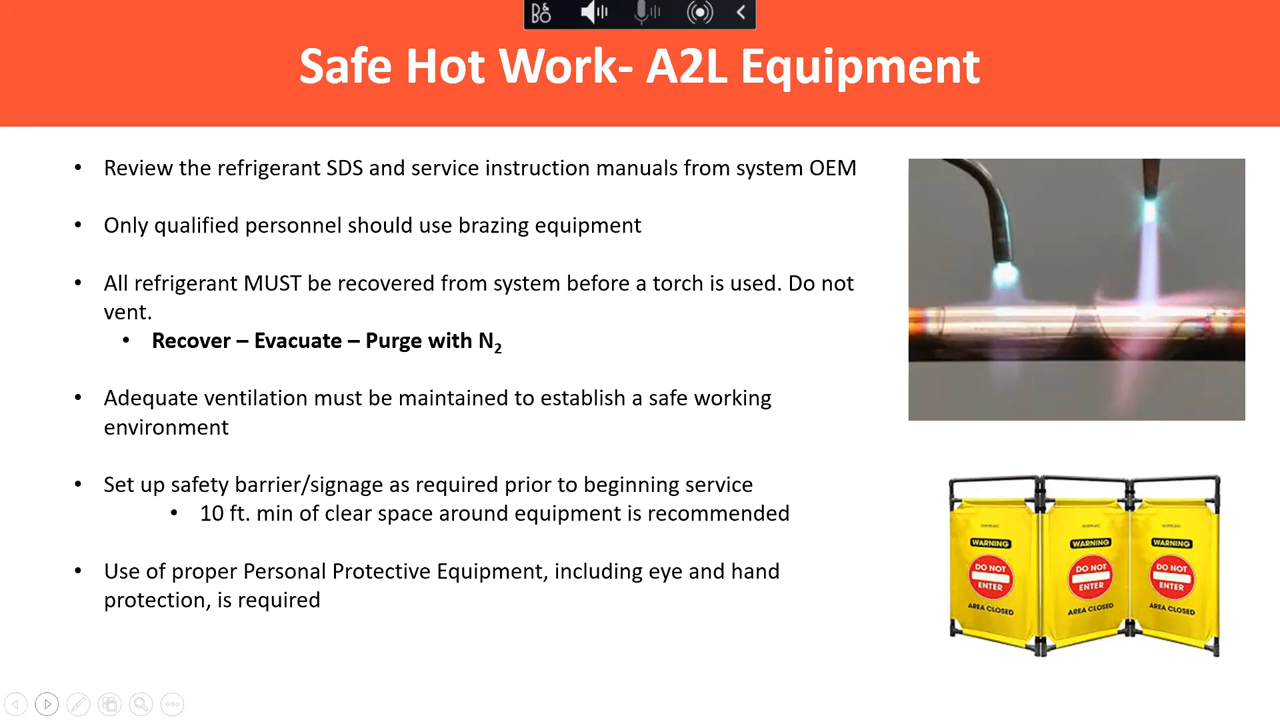 Safe Hot Work- A2L Equipment
• Review the refrigerant SDS and service instruction manuals from system OEM
• Only qualified personnel should use brazing equipment
• All refrigerant MUST be recovered from system before a torch is used. Do not
vent.
• Recover – Evacuate – Purge with N₂
• Adequate ventilation must be maintained to establish a safe working
environment
• Set up safety barrier/signage as required prior to beginning service
• 10 ft. min of clear space around equipment is recommended
• Use of proper Personal Protective Equipment, including eye and hand
protection, is required
WARNING
DO NOT
ENTER
AREA CLOSED
WARNING
DO NOT
ENTER
AREA CLOSED
WARNING
DO NOT
ENTER
AREA CLOSED